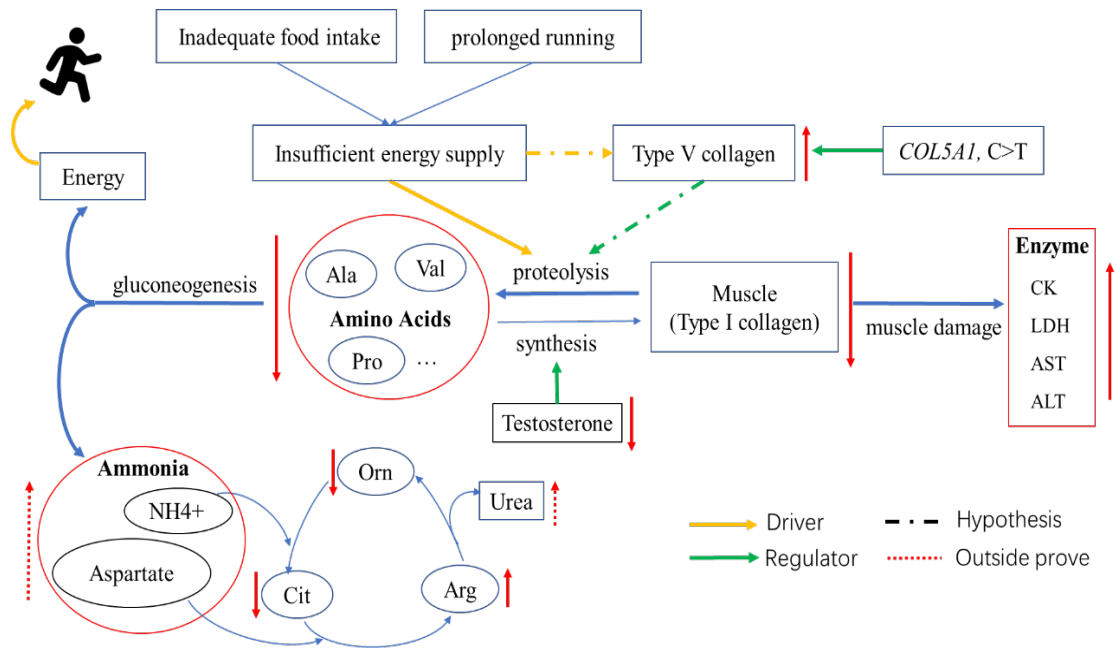 Inadequate food intake
prolonged running
Insufficient energy supply
Type V collagen
COL5A1, C>T
Energy
gluconeogenesis
Ala
Val
Amino Acids
Pro
...
proteolysis
synthesis
Testosterone
Muscle
(Type I collagen)
muscle damage
Enzyme
CK
LDH
AST
ALT
Ammonia
NH4+
Aspartate
Orn
Cit
Arg
Urea
Driver
Regulator
Hypothesis
Outside prove